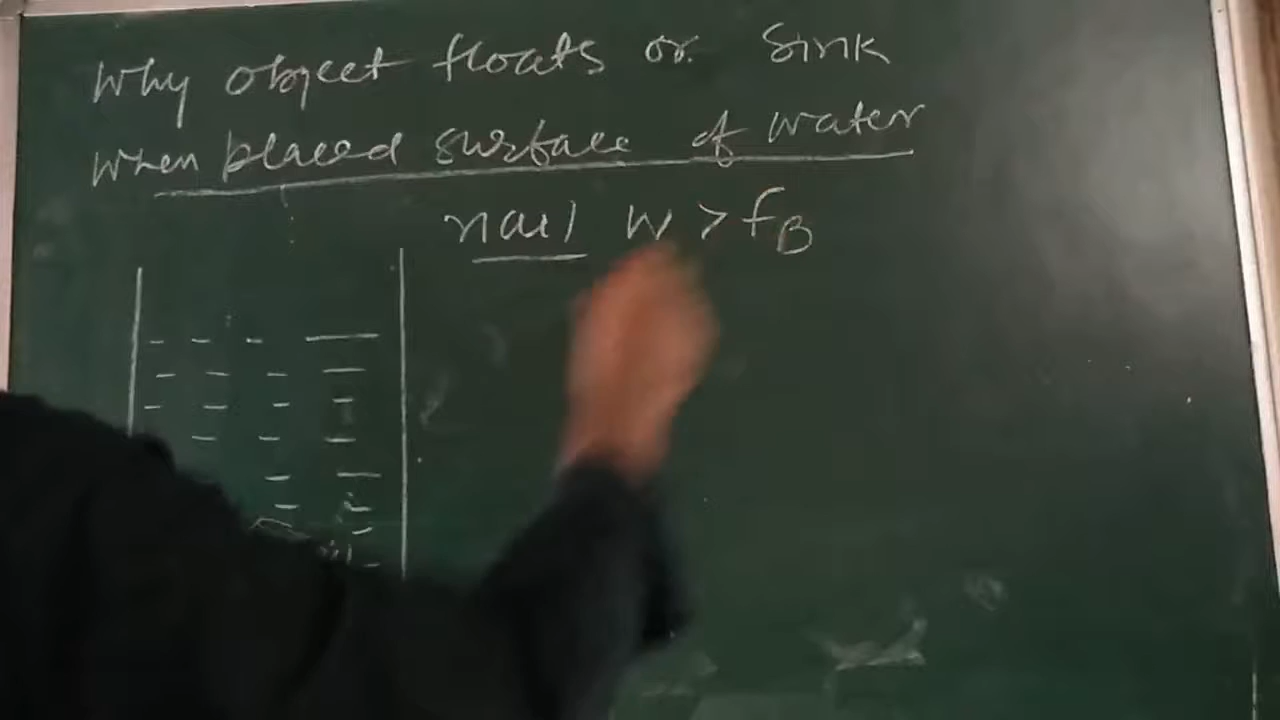 Why object floats or sink
when placed surface of water
nail W > fB